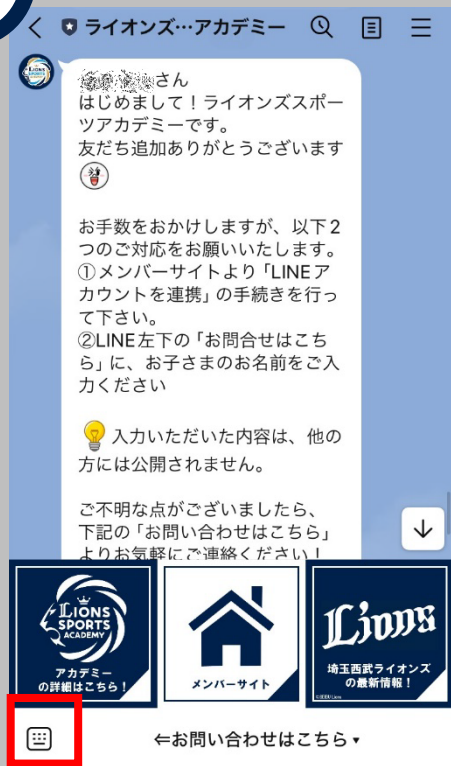 ライオンズ…アカデミー
LIONS
SPORTS
ACADEMY
さん
はじめまして！ライオンズスポー
ツアカデミーです。
友だち追加ありがとうございます
お手数をおかけしますが、以下2
つのご対応をお願いいたします。
①メンバーサイトより「LINEア
カウントを連携」の手続きを行っ
て下さい。
②LINE左下の「お問合せはこち
ら」に、お子さまのお名前をご入
力ください
入力いただいた内容は、他の
方には公開されません。
ご不明な点がございましたら、
下記の「お問い合わせはこちら」
よりお気軽にご連絡ください！
LIONS
SPORTS
ACADEMY
アカデミー
の詳細はこちら！
メンバーサイト
Lions
埼玉西武ライオンズ
の最新情報！
©SEIBU Lions
⇐お問い合わせはこちら▾